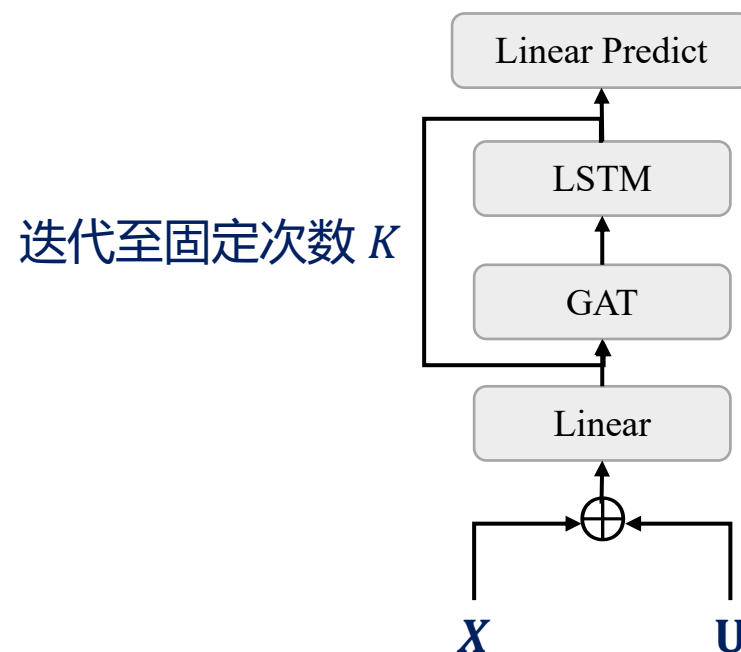 Linear Predict
LSTM
迭代至固定次数 K
GAT
Linear
X
U